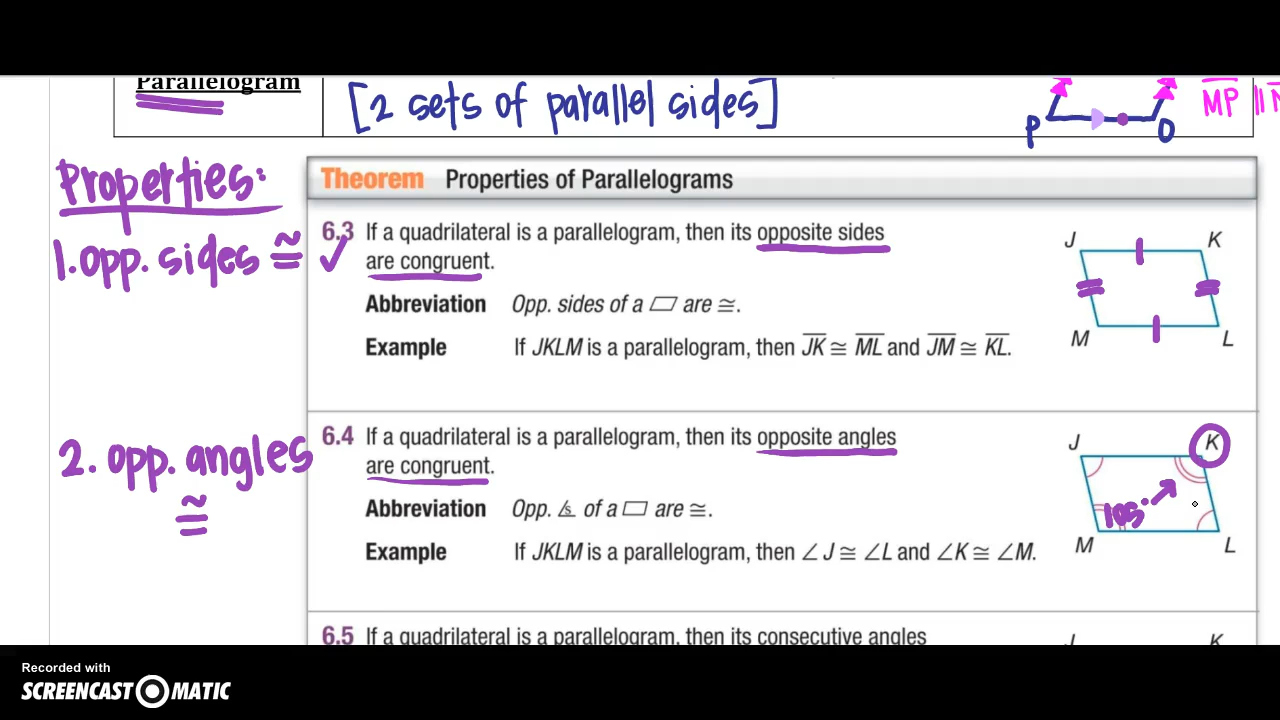 Parallelogram
[2 sets of parallel sides]
P
O
MP || N
Properties:
1. opp. sides ≅ ✓
2. opp. angles
≅
Theorem Properties of Parallelograms
6.3 If a quadrilateral is a parallelogram, then its opposite sides
are congruent.
Abbreviation Opp. sides of a ▱ are ≅.
Example If JKLM is a parallelogram, then JK ≅ ML and JM ≅ KL.
J
K
M
L
6.4 If a quadrilateral is a parallelogram, then its opposite angles
are congruent.
Abbreviation Opp. ∠s of a ▱ are ≅.
Example If JKLM is a parallelogram, then ∠J ≅ ∠L and ∠K ≅ ∠M.
J
K
105°
M
L
6.5 If a quadrilateral is a parallelogram, then its consecutive angles
J
K
Recorded with
SCREENCAST-O-MATIC